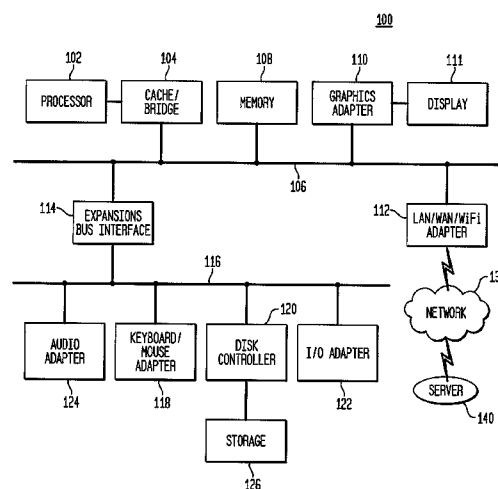 100
102
104
108
110
111
PROCESSOR
CACHE/
BRIDGE
MEMORY
GRAPHICS
ADAPTER
DISPLAY
106
114
EXPANSIONS
BUS INTERFACE
112
LAN/WAN/WiFi
ADAPTER
116
120
13
NETWORK
AUDIO
ADAPTER
KEYBOARD/
MOUSE
ADAPTER
DISK
CONTROLLER
I/O ADAPTER
124
118
122
SERVER
140
STORAGE
126